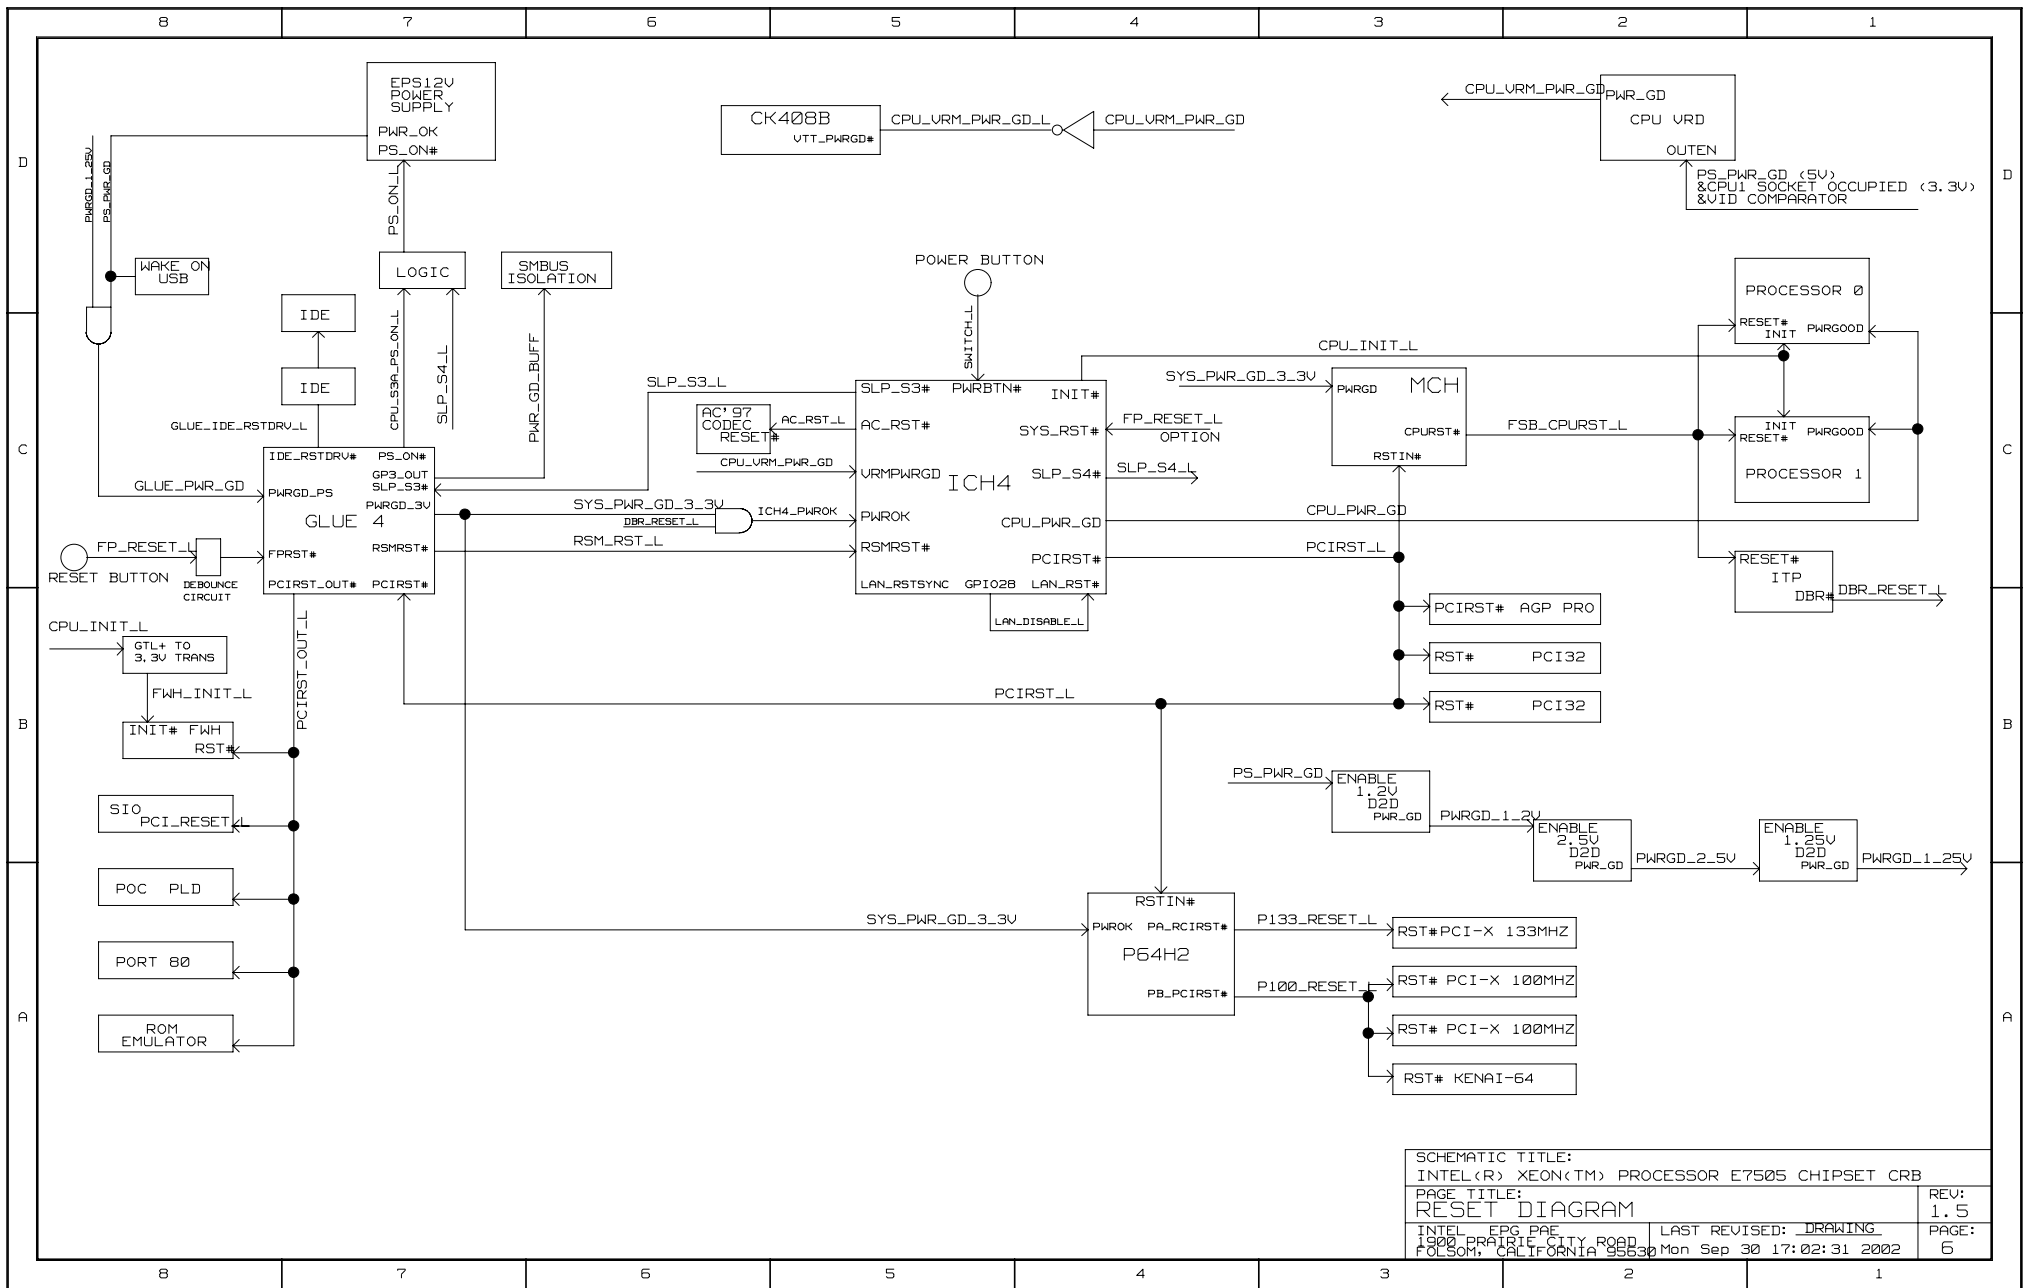 8 7 6 5 4 3 2 1
D
C
B
A
D
C
B
A
EPS12V
POWER
SUPPLY
PWR_OK
PS_ON#
PWRGD_1_25V
PS_PWR_GD
PS_ON_L
WAKE ON
USB
LOGIC
SMBUS
ISOLATION
IDE
IDE
GLUE_IDE_RSTDRV_L
CPU_S3A_PS_ON_L
SLP_S4_L
PWR_GD_BUFF
CK408B
VTT_PWRGD#
CPU_VRM_PWR_GD_L
CPU_VRM_PWR_GD
CPU_VRM_PWR_GD
PWR_GD
CPU VRD
OUTEN
PS_PWR_GD (5V)
&CPU1 SOCKET OCCUPIED (3.3V)
&VID COMPARATOR
POWER BUTTON
SWITCH_L
PROCESSOR 0
RESET#
INIT
PWRGOOD
CPU_INIT_L
SLP_S3_L
SYS_PWR_GD_3_3V
PWRGD
MCH
CPURST#
RSTIN#
FSB_CPURST_L
INIT
RESET#
PWRGOOD
PROCESSOR 1
AC'97
CODEC
RESET#
AC_RST_L
CPU_VRM_PWR_GD
SLP_S3#
PWRBTN#
INIT#
AC_RST#
SYS_RST#
VRMPWRGD
SLP_S4#
ICH4
PWROK
CPU_PWR_GD
RSMRST#
PCIRST#
LAN_RSTSYNC
GPIO28
LAN_RST#
FP_RESET_L
OPTION
SLP_S4_L
CPU_PWR_GD
PCIRST_L
LAN_DISABLE_L
IDE_RSTDRV#
PS_ON#
GP3_OUT
SLP_S3#
PWRGD_PS
PWRGD_3V
GLUE 4
RSMRST#
FPRST#
PCIRST_OUT#
PCIRST#
GLUE_PWR_GD
SYS_PWR_GD_3_3V
DBR_RESET_L
ICH4_PWROK
RSM_RST_L
FP_RESET_L
RESET BUTTON
DEBOUNCE
CIRCUIT
RESET#
ITP
DBR#
DBR_RESET_L
PCIRST# AGP PRO
RST# PCI32
RST# PCI32
CPU_INIT_L
GTL+ TO
3.3V TRANS
FWH_INIT_L
INIT# FWH
RST#
PCIRST_OUT_L
PCIRST_L
SIO
PCI_RESET_L
POC PLD
PORT 80
ROM
EMULATOR
PS_PWR_GD
ENABLE
1.2V
D2D
PWR_GD
PWRGD_1_2V
ENABLE
2.5V
D2D
PWR_GD
PWRGD_2_5V
ENABLE
1.25V
D2D
PWR_GD
PWRGD_1_25V
SYS_PWR_GD_3_3V
RSTIN#
PWROK
PA_RCIRST#
P64H2
PB_PCIRST#
P133_RESET_L
P100_RESET_L
RST#PCI-X 133MHZ
RST# PCI-X 100MHZ
RST# PCI-X 100MHZ
RST# KENAI-64
SCHEMATIC TITLE:
INTEL(R) XEON(TM) PROCESSOR E7505 CHIPSET CRB
PAGE TITLE:
RESET DIAGRAM
REV:
1.5
INTEL EPG PAE
1900 PRAIRIE CITY ROAD
FOLSOM, CALIFORNIA 95630
LAST REVISED: DRAWING
Mon Sep 30 17:02:31 2002
PAGE:
6
8 7 6 5 4 3 2 1